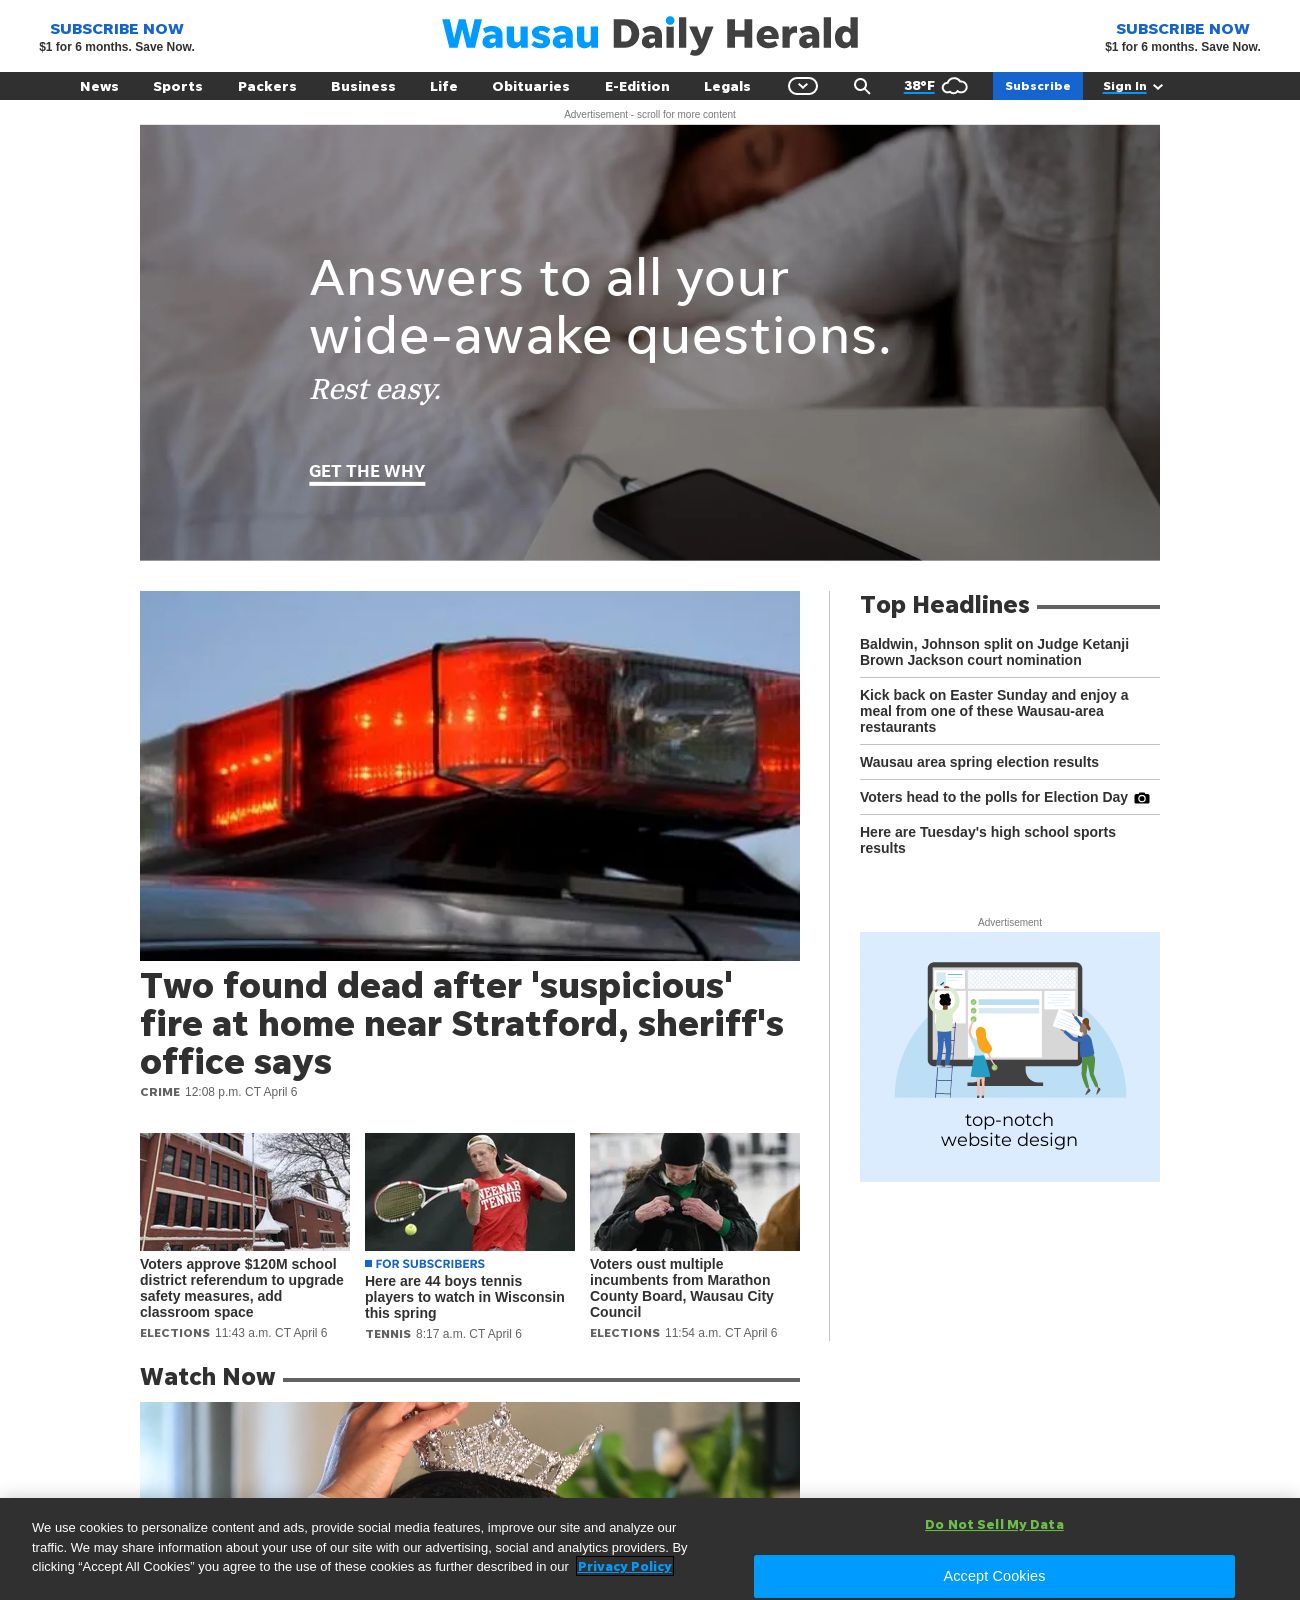 SUBSCRIBE NOW
$1 for 6 months. Save Now.
Wausau Daily Herald
SUBSCRIBE NOW
$1 for 6 months. Save Now.
News Sports Packers Business Life Obituaries E-Edition Legals 38°F Subscribe Sign In
Advertisement - scroll for more content
Answers to all your
wide-awake questions.
Rest easy.
GET THE WHY
Two found dead after 'suspicious'
fire at home near Stratford, sheriff's
office says
CRIME 12:08 p.m. CT April 6
NEENAH
TENNIS
Voters approve $120M school
district referendum to upgrade
safety measures, add
classroom space
ELECTIONS 11:43 a.m. CT April 6
FOR SUBSCRIBERS
Here are 44 boys tennis
players to watch in Wisconsin
this spring
TENNIS 8:17 a.m. CT April 6
Voters oust multiple
incumbents from Marathon
County Board, Wausau City
Council
ELECTIONS 11:54 a.m. CT April 6
Watch Now
Top Headlines
Baldwin, Johnson split on Judge Ketanji
Brown Jackson court nomination
Kick back on Easter Sunday and enjoy a
meal from one of these Wausau-area
restaurants
Wausau area spring election results
Voters head to the polls for Election Day
Here are Tuesday's high school sports
results
Advertisement
top-notch
website design
We use cookies to personalize content and ads, provide social media features, improve our site and analyze our
traffic. We may share information about your use of our site with our advertising, social and analytics providers. By
clicking “Accept All Cookies” you agree to the use of these cookies as further described in our Privacy Policy
Do Not Sell My Data
Accept Cookies